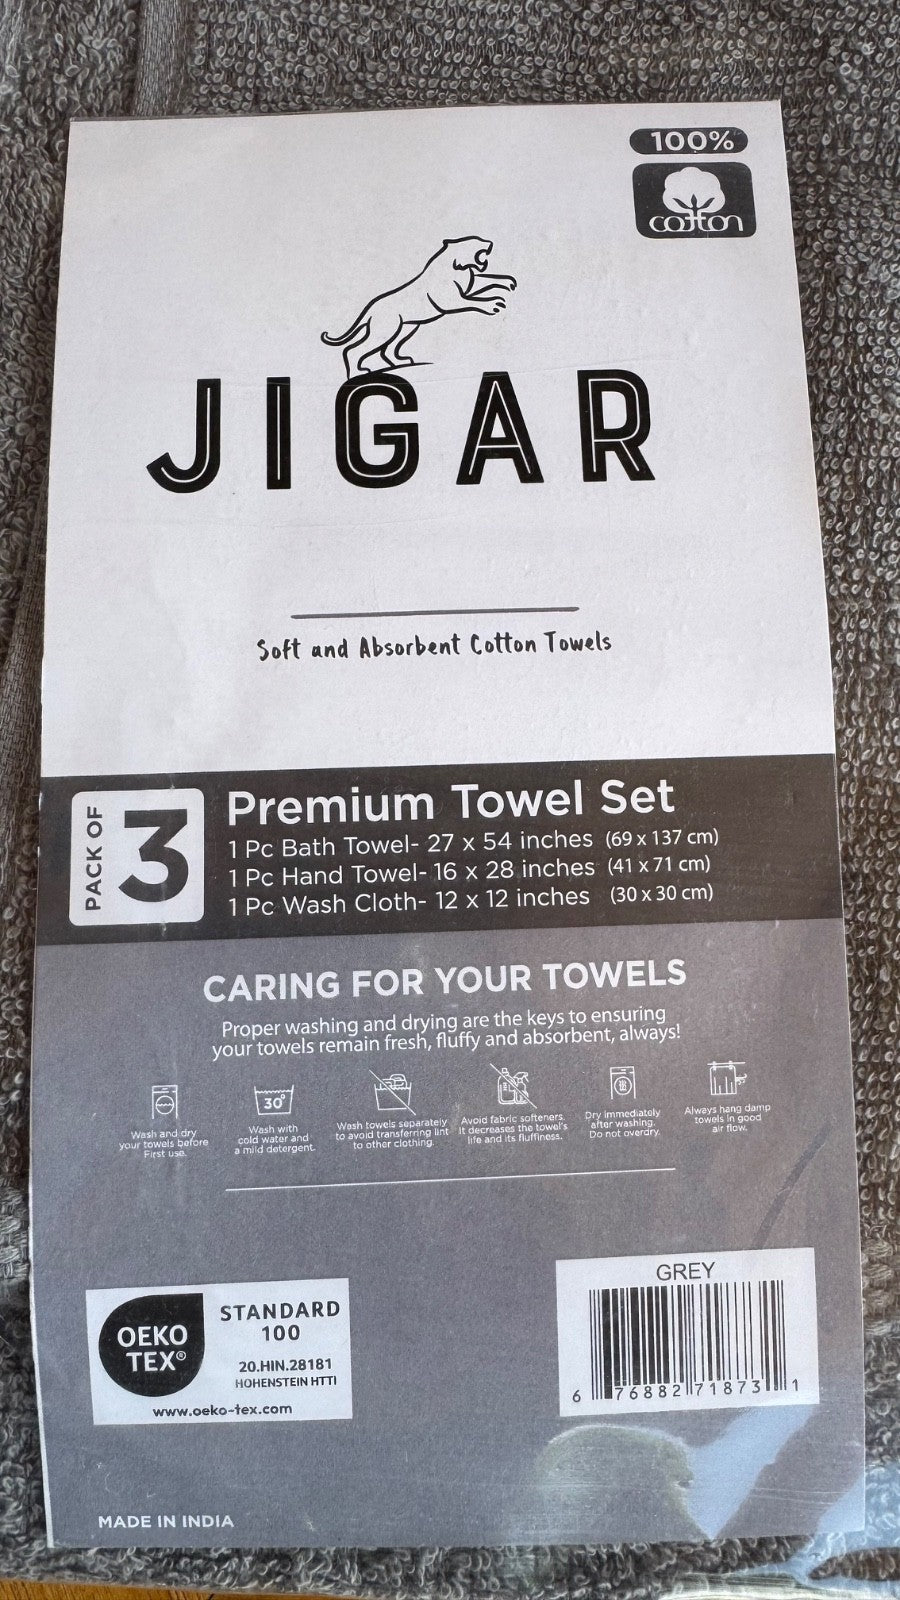 100%
cotton
JIGAR
Soft and Absorbent Cotton Towels
PACK OF
3
Premium Towel Set
1 Pc Bath Towel- 27 x 54 inches (69 x 137 cm)
1 Pc Hand Towel- 16 x 28 inches (41 x 71 cm)
1 Pc Wash Cloth- 12 x 12 inches (30 x 30 cm)
CARING FOR YOUR TOWELS
Proper washing and drying are the keys to ensuring
your towels remain fresh, fluffy and absorbent, always!
30°
Wash and dry
your towels before
First use.
Wash with
cold water and
a mild detergent.
Wash towels separately
to avoid transferring lint
to other clothing.
Avoid fabric softeners.
It decreases the towel's
life and its fluffiness.
Dry immediately
after washing.
Do not overdry.
Always hang damp
towels in good
air flow.
OEKO
TEX®
STANDARD
100
20.HIN.28181
HOHENSTEIN HTTI
www.oeko-tex.com
GREY
6 76882 71873 1
MADE IN INDIA